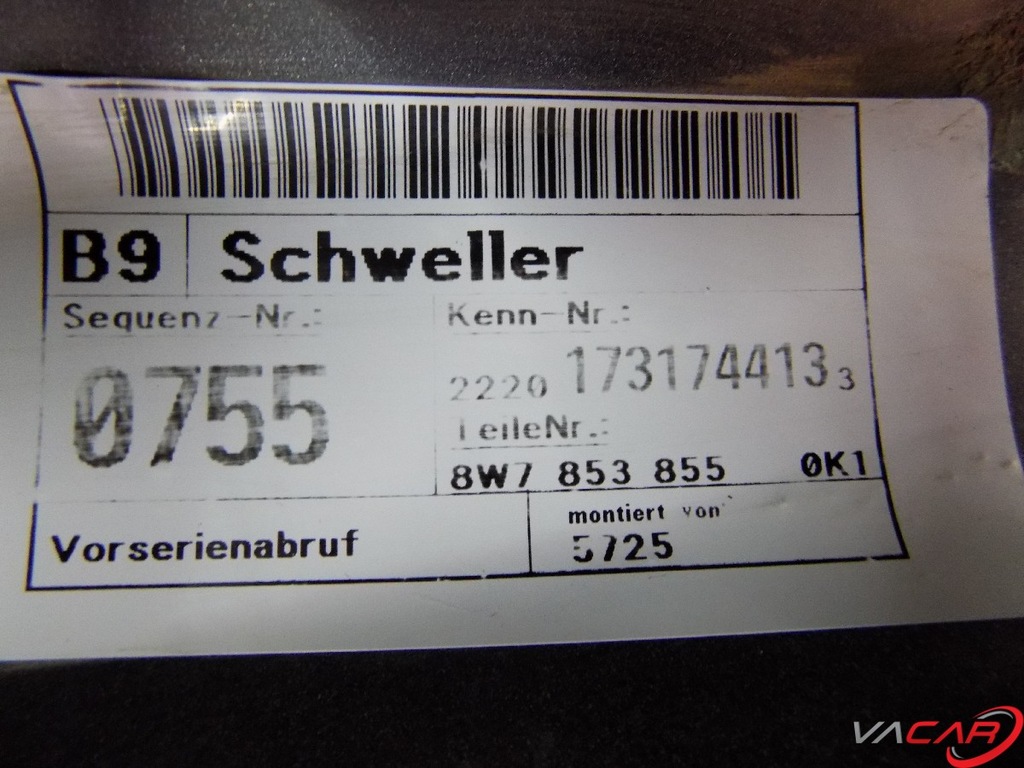 B9 Schweller
Sequenz-Nr.:
0755
Kenn-Nr.:
2220 173174413 3
TeileNr.:
8W7 853 855 0K1
Vorserienabruf
montiert von
5725
VACAR